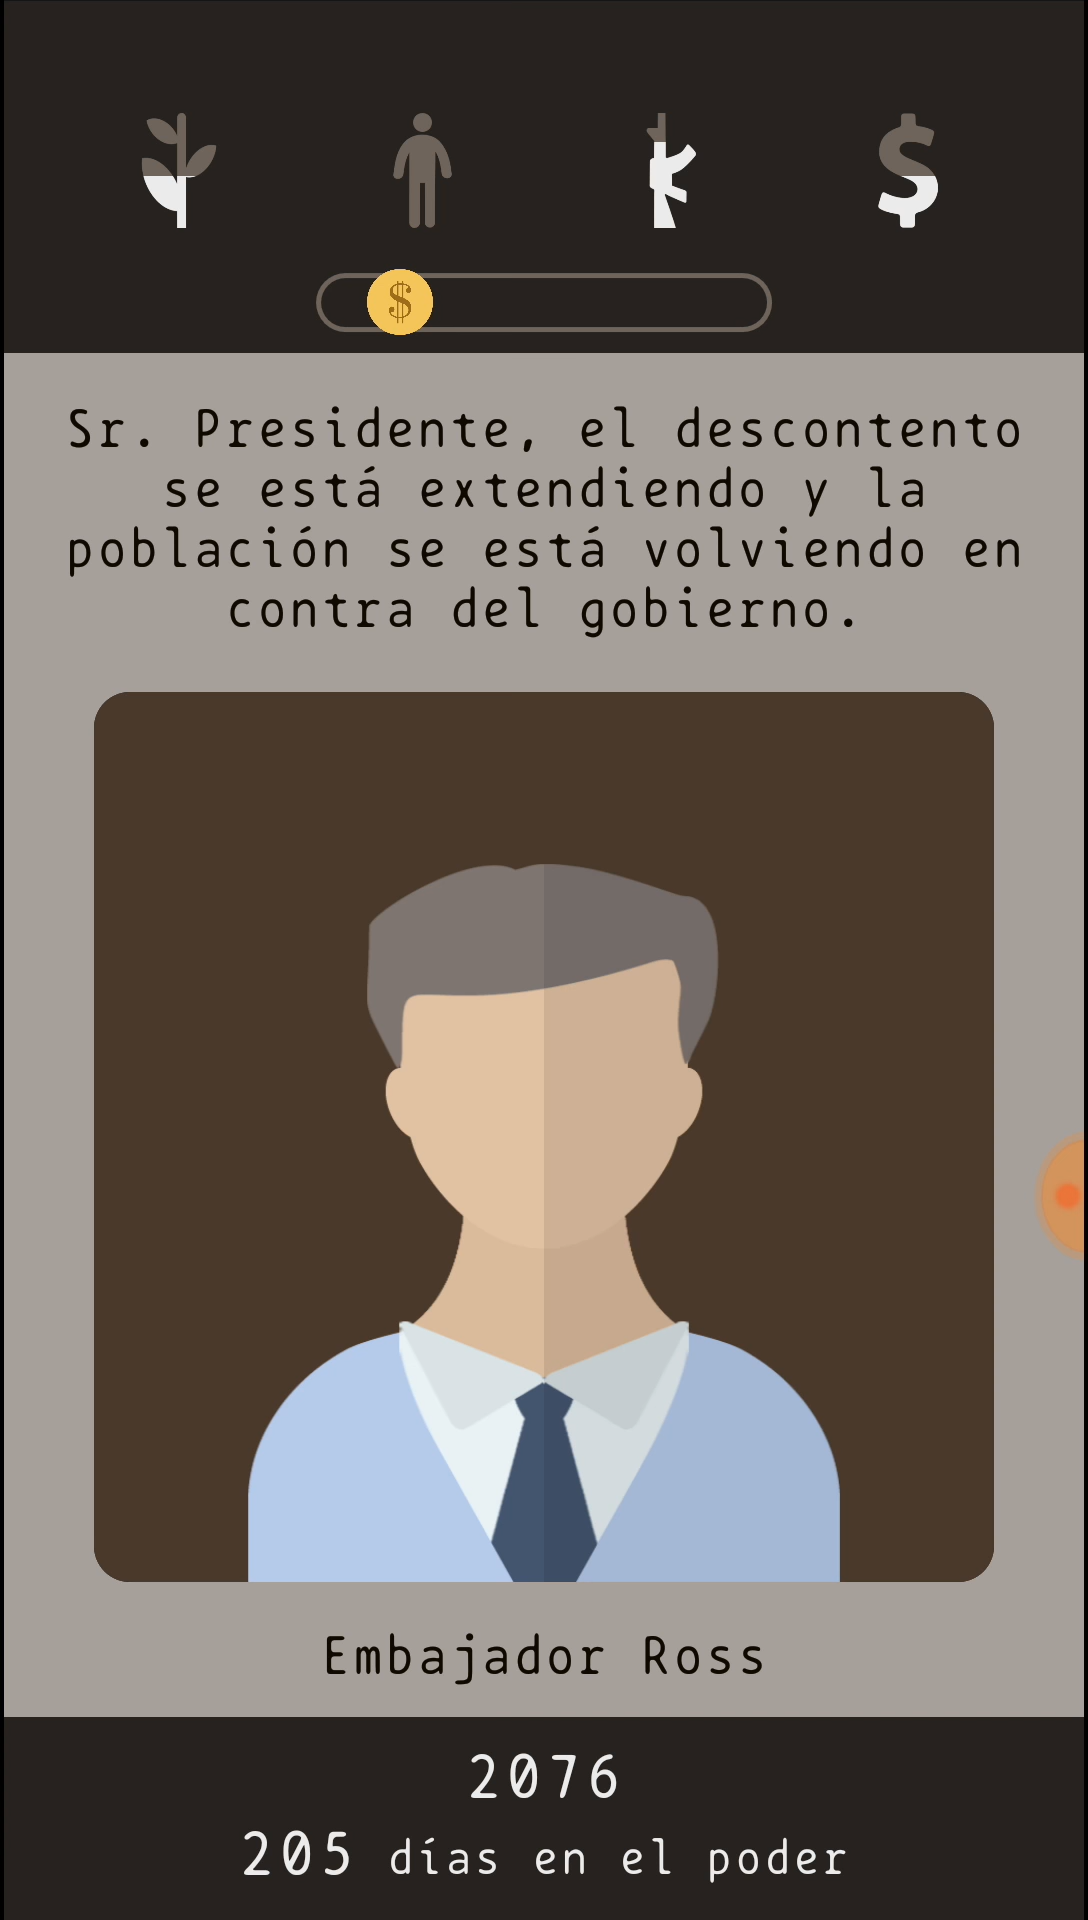 $
Sr. Presidente, el descontento
se está extendiendo y la
población se está volviendo en
contra del gobierno.
Embajador Ross
2076
205 días en el poder